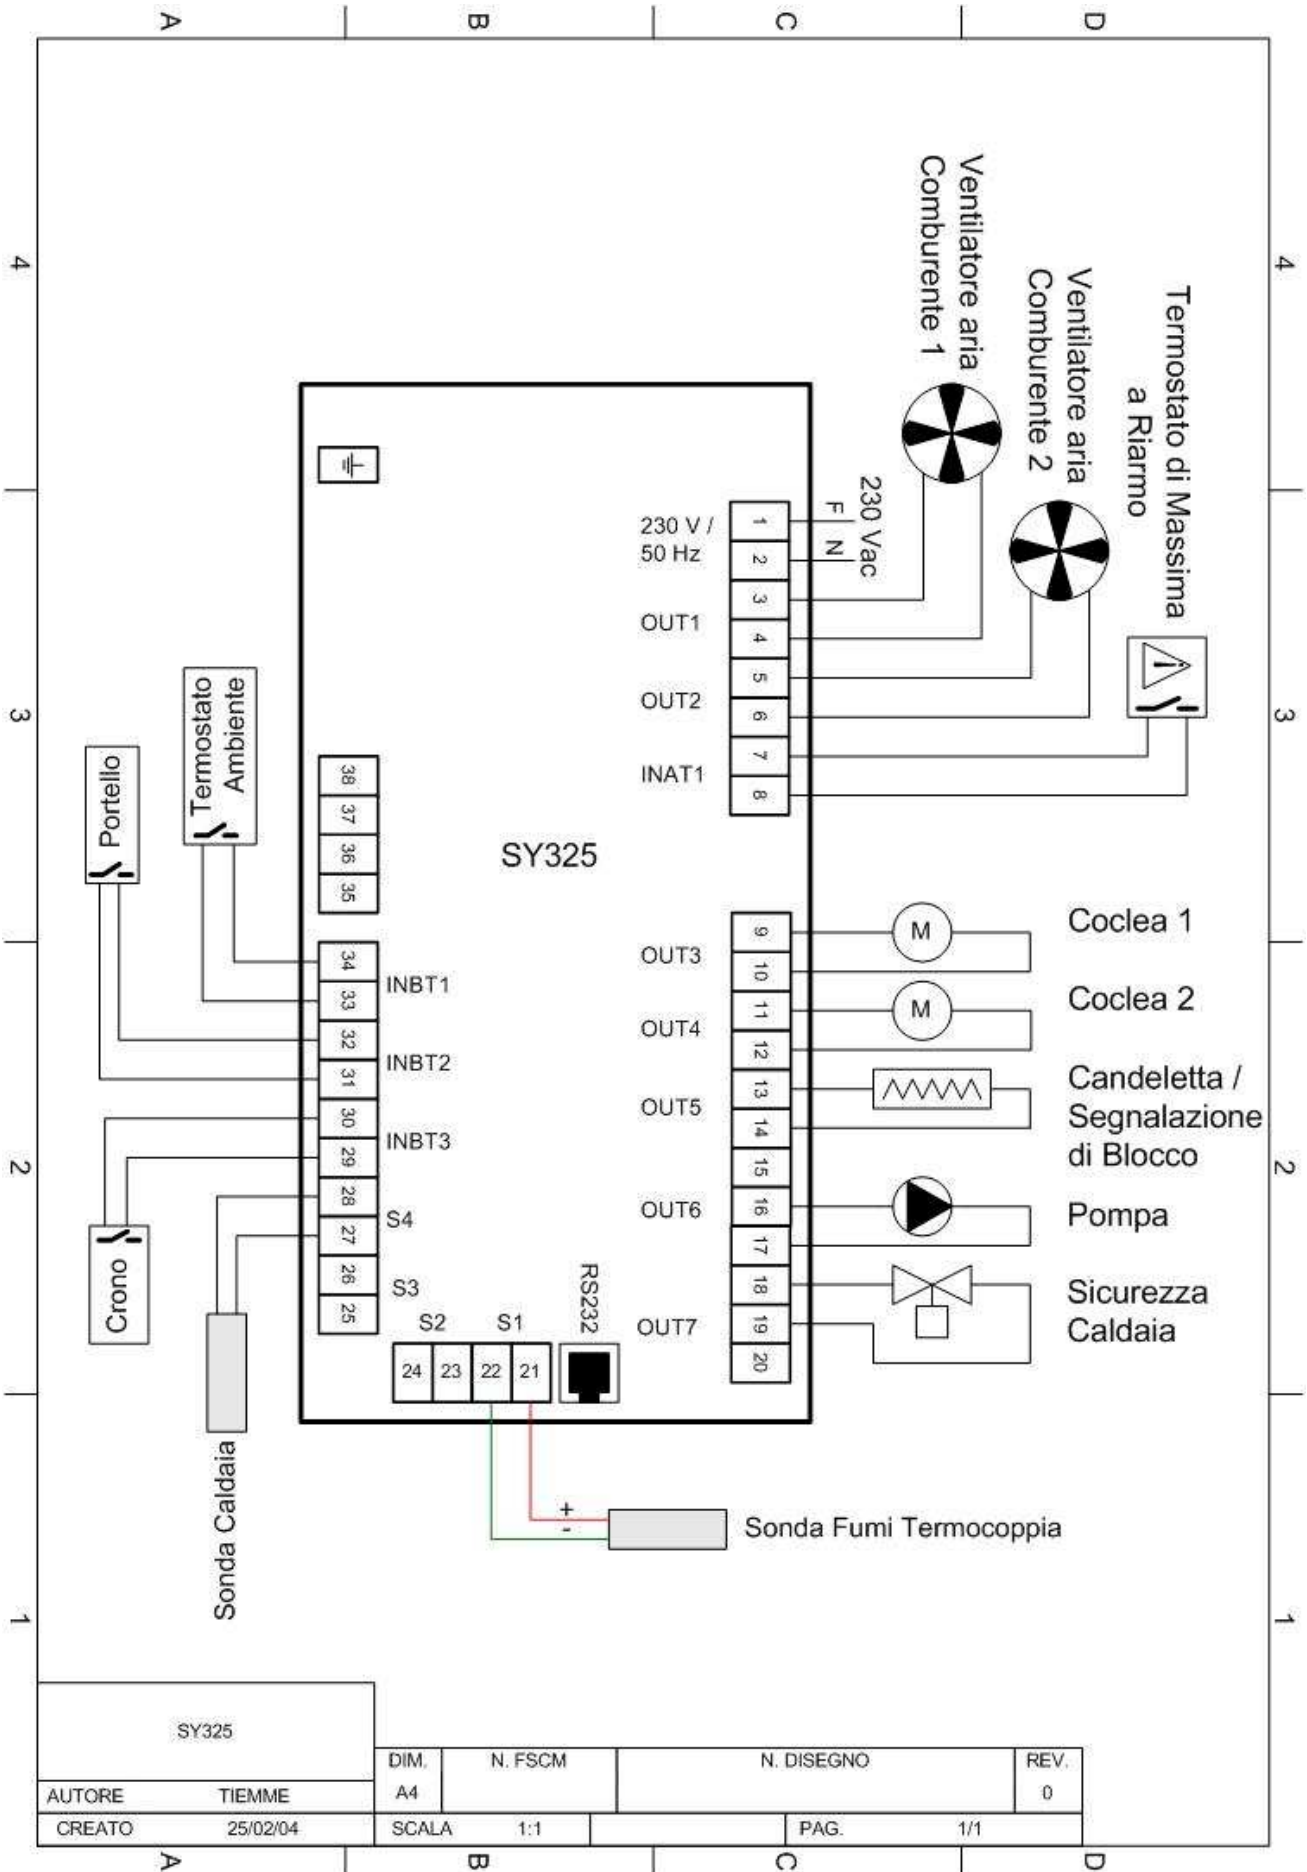 A B C D
4 4
3 3
2 2
1 1
Ventilatore aria
Comburente 1
Ventilatore aria
Comburente 2
Termostato di Massima
a Riarmo
230 Vac
F
N
230 V /
50 Hz
OUT1
OUT2
INAT1
1
2
3
4
5
6
7
8
SY325
OUT3
OUT4
OUT5
OUT6
OUT7
9
10
11
12
13
14
15
16
17
18
19
20
M
M
Coclea 1
Coclea 2
Candeletta /
Segnalazione
di Blocco
Pompa
Sicurezza
Caldaia
Termostato
Ambiente
Portello
Crono
Sonda Caldaia
38
37
36
35
34
33
32
31
30
29
28
27
26
25
INBT1
INBT2
INBT3
S4
S3
S2 S1
RS232
24 23 22 21
+
-
Sonda Fumi Termocoppia
SY325
AUTORE TIEMME
CREATO 25/02/04
DIM. N. FSCM N. DISEGNO REV.
A4 0
SCALA 1:1 PAG. 1/1
A B C D